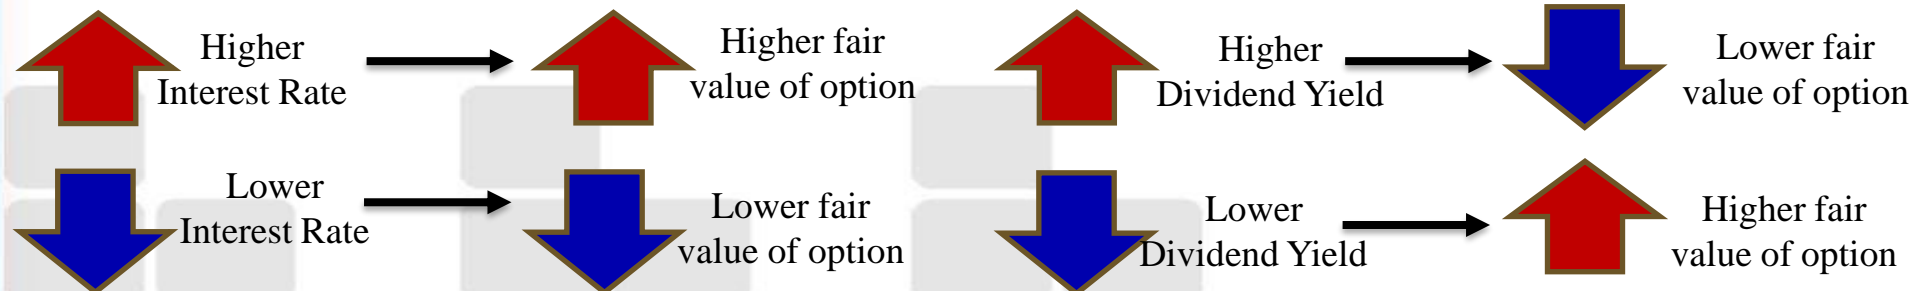 Higher
Interest Rate
Higher fair
value of option
Higher
Dividend Yield
Lower fair
value of option
Lower
Interest Rate
Lower fair
value of option
Lower
Dividend Yield
Higher fair
value of option